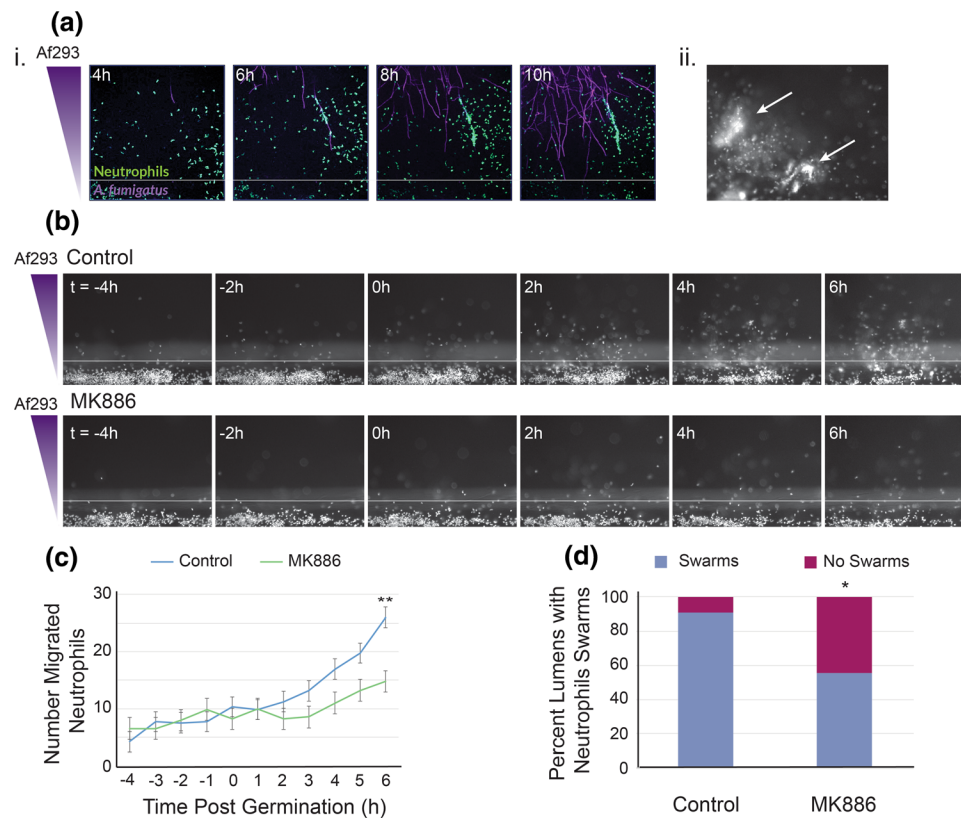 (a)
i.
Af293
4h
6h
8h
10h
ii.
Neutrophils
A. fumigatus
(b)
Af293 Control
t = -4h
-2h
0h
2h
4h
6h
Af293 MK886
t = -4h
-2h
0h
2h
4h
6h
(c)
Control
MK886
Number Migrated
Neutrophils
30
20
10
0
**
-4 -3 -2 -1 0 1 2 3 4 5 6
Time Post Germination (h)
(d)
Swarms
No Swarms
*
Percent Lumens with
Neutrophils Swarms
100
80
60
40
20
0
Control
MK886